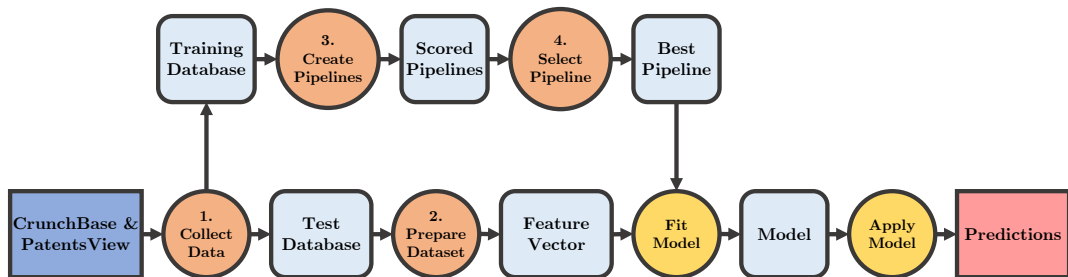 Training
Database
3.
Create
Pipelines
Scored
Pipelines
4.
Select
Pipeline
Best
Pipeline
CrunchBase &
PatentsView
1.
Collect
Data
Test
Database
2.
Prepare
Dataset
Feature
Vector
Fit
Model
Model
Apply
Model
Predictions